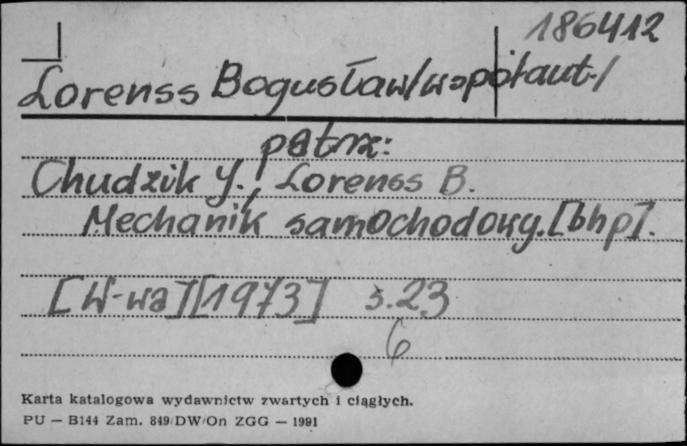 186412
Lorenss Bogusław/współaut./
patrz:
Chudzik J., Lorenss B.
Mechanik samochodowy. [bhp].
[W-wa][1973] s.23
6
Karta katalogowa wydawnictw zwartych i ciągłych.
PU — B144 Zam. 849/DW/On ZGG — 1991